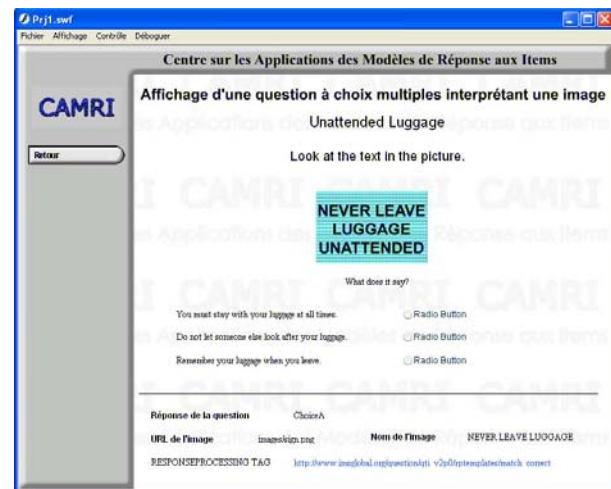 Prj1.swf
Fichier Affichage Contrôle Déboguer
Centre sur les Applications des Modèles de Réponse aux Items
CAMRI
Retour
Affichage d'une question à choix multiples interprétant une image
Unattended Luggage
Look at the text in the picture.
NEVER LEAVE
LUGGAGE
UNATTENDED
What does it say?
You must stay with your luggage at all times. Radio Button
Do not let someone else look after your luggage. Radio Button
Remember your luggage when you leave. Radio Button
Réponse de la question ChoiceA
URL de l'image images/sign.png Nom de l'image NEVER LEAVE LUGGAGE
RESPONSEPROCESSING TAG http://www.imsglobal.org/question/qti_v2p0/rptemplates/match_correct